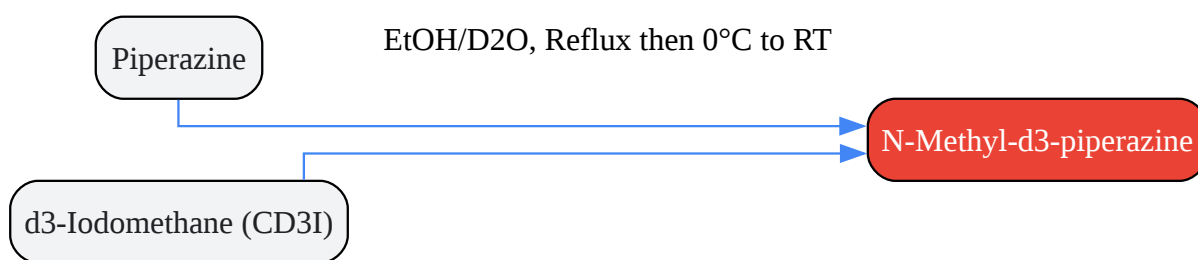 Piperazine
EtOH/D2O, Reflux then 0°C to RT
N-Methyl-d3-piperazine
d3-Iodomethane (CD3I)